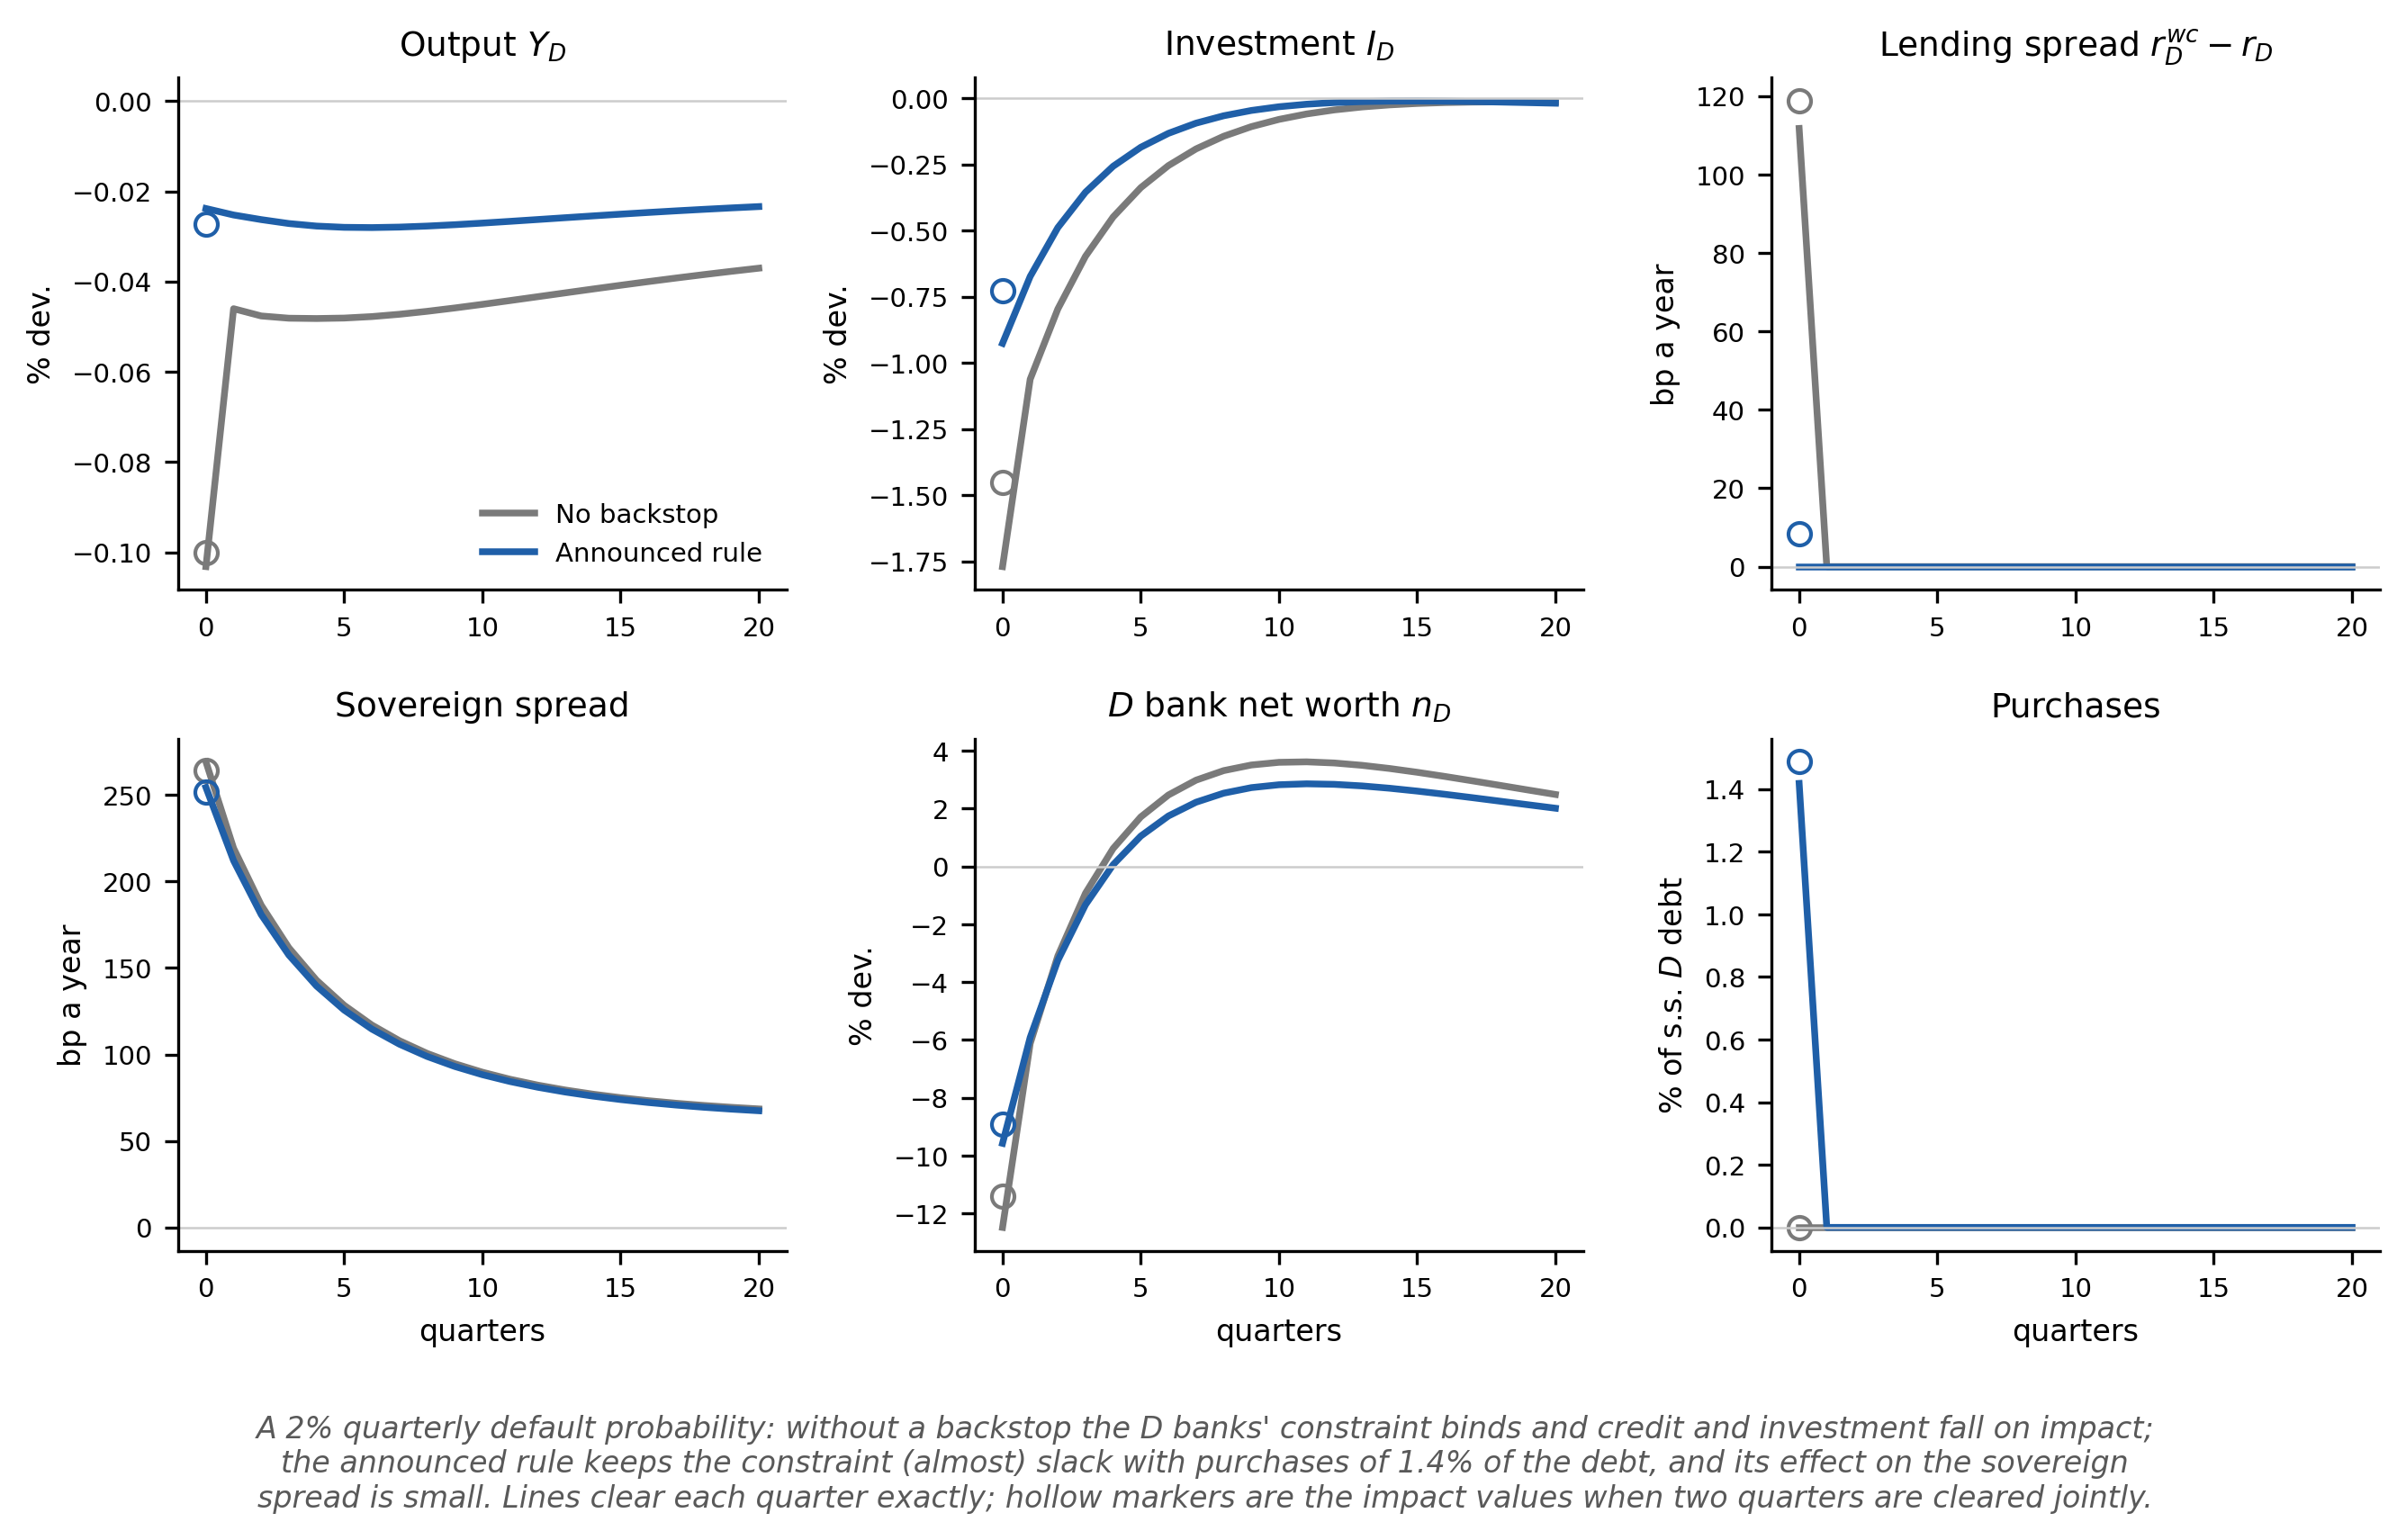 Output Y_D
% dev.
0.00
−0.02
−0.04
−0.06
−0.08
−0.10
0 5 10 15 20
No backstop
Announced rule
Investment I_D
% dev.
0.00
−0.25
−0.50
−0.75
−1.00
−1.25
−1.50
−1.75
0 5 10 15 20
Lending spread r_D^{wc} − r_D
bp a year
120
100
80
60
40
20
0
0 5 10 15 20
Sovereign spread
bp a year
250
200
150
100
50
0
0 5 10 15 20
quarters
D bank net worth n_D
% dev.
4
2
0
−2
−4
−6
−8
−10
−12
0 5 10 15 20
quarters
Purchases
% of s.s. D debt
1.4
1.2
1.0
0.8
0.6
0.4
0.2
0.0
0 5 10 15 20
quarters
A 2% quarterly default probability: without a backstop the D banks' constraint binds and credit and investment fall on impact;
the announced rule keeps the constraint (almost) slack with purchases of 1.4% of the debt, and its effect on the sovereign
spread is small. Lines clear each quarter exactly; hollow markers are the impact values when two quarters are cleared jointly.